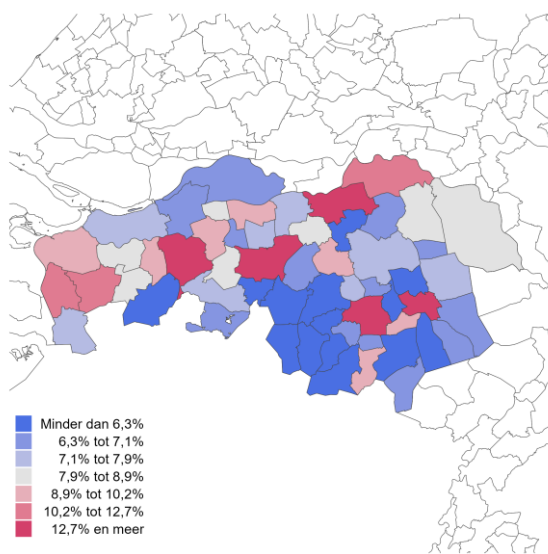 Minder dan 6,3%
6,3% tot 7,1%
7,1% tot 7,9%
7,9% tot 8,9%
8,9% tot 10,2%
10,2% tot 12,7%
12,7% en meer